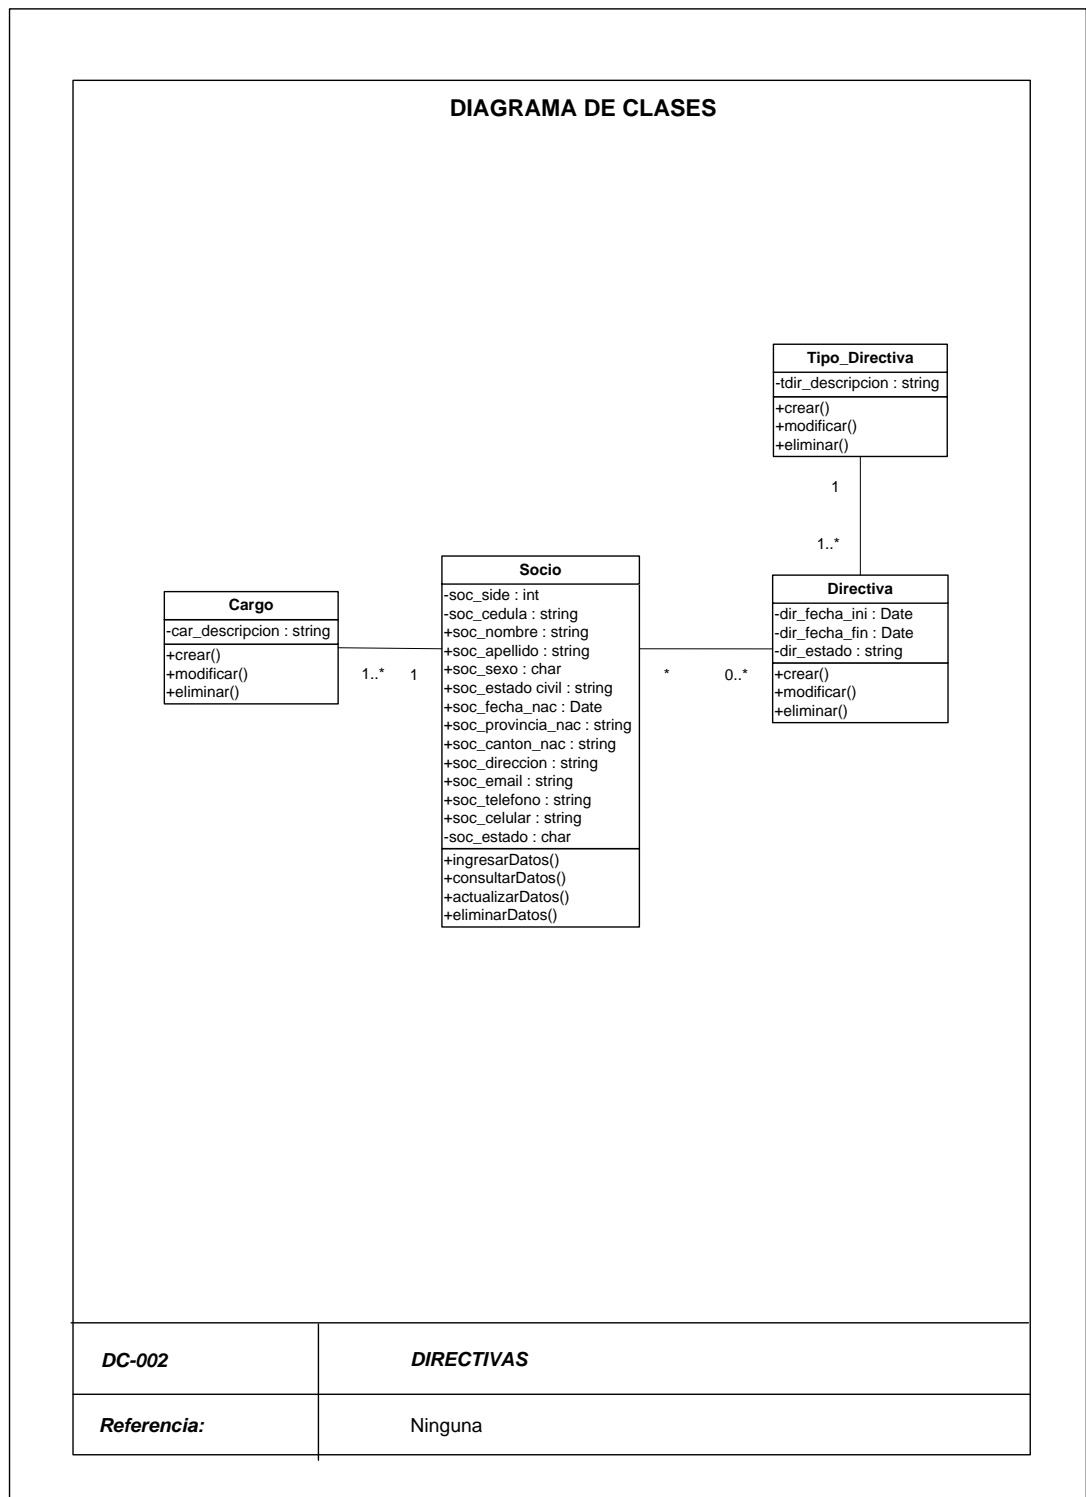 DIAGRAMA DE CLASES
Tipo_Directiva
-tdir_descripcion : string
+crear()
+modificar()
+eliminar()
1
1..*
Directiva
-dir_fecha_ini : Date
-dir_fecha_fin : Date
-dir_estado : string
+crear()
+modificar()
+eliminar()
Socio
-soc_side : int
-soc_cedula : string
+soc_nombre : string
+soc_apellido : string
+soc_sexo : char
+soc_estado civil : string
+soc_fecha_nac : Date
+soc_provincia_nac : string
+soc_canton_nac : string
+soc_direccion : string
+soc_email : string
+soc_telefono : string
+soc_celular : string
-soc_estado : char
+ingresarDatos()
+consultarDatos()
+actualizarDatos()
+eliminarDatos()
* 0..*
Cargo
-car_descripcion : string
+crear()
+modificar()
+eliminar()
1..* 1
DC-002 DIRECTIVAS
Referencia: Ninguna